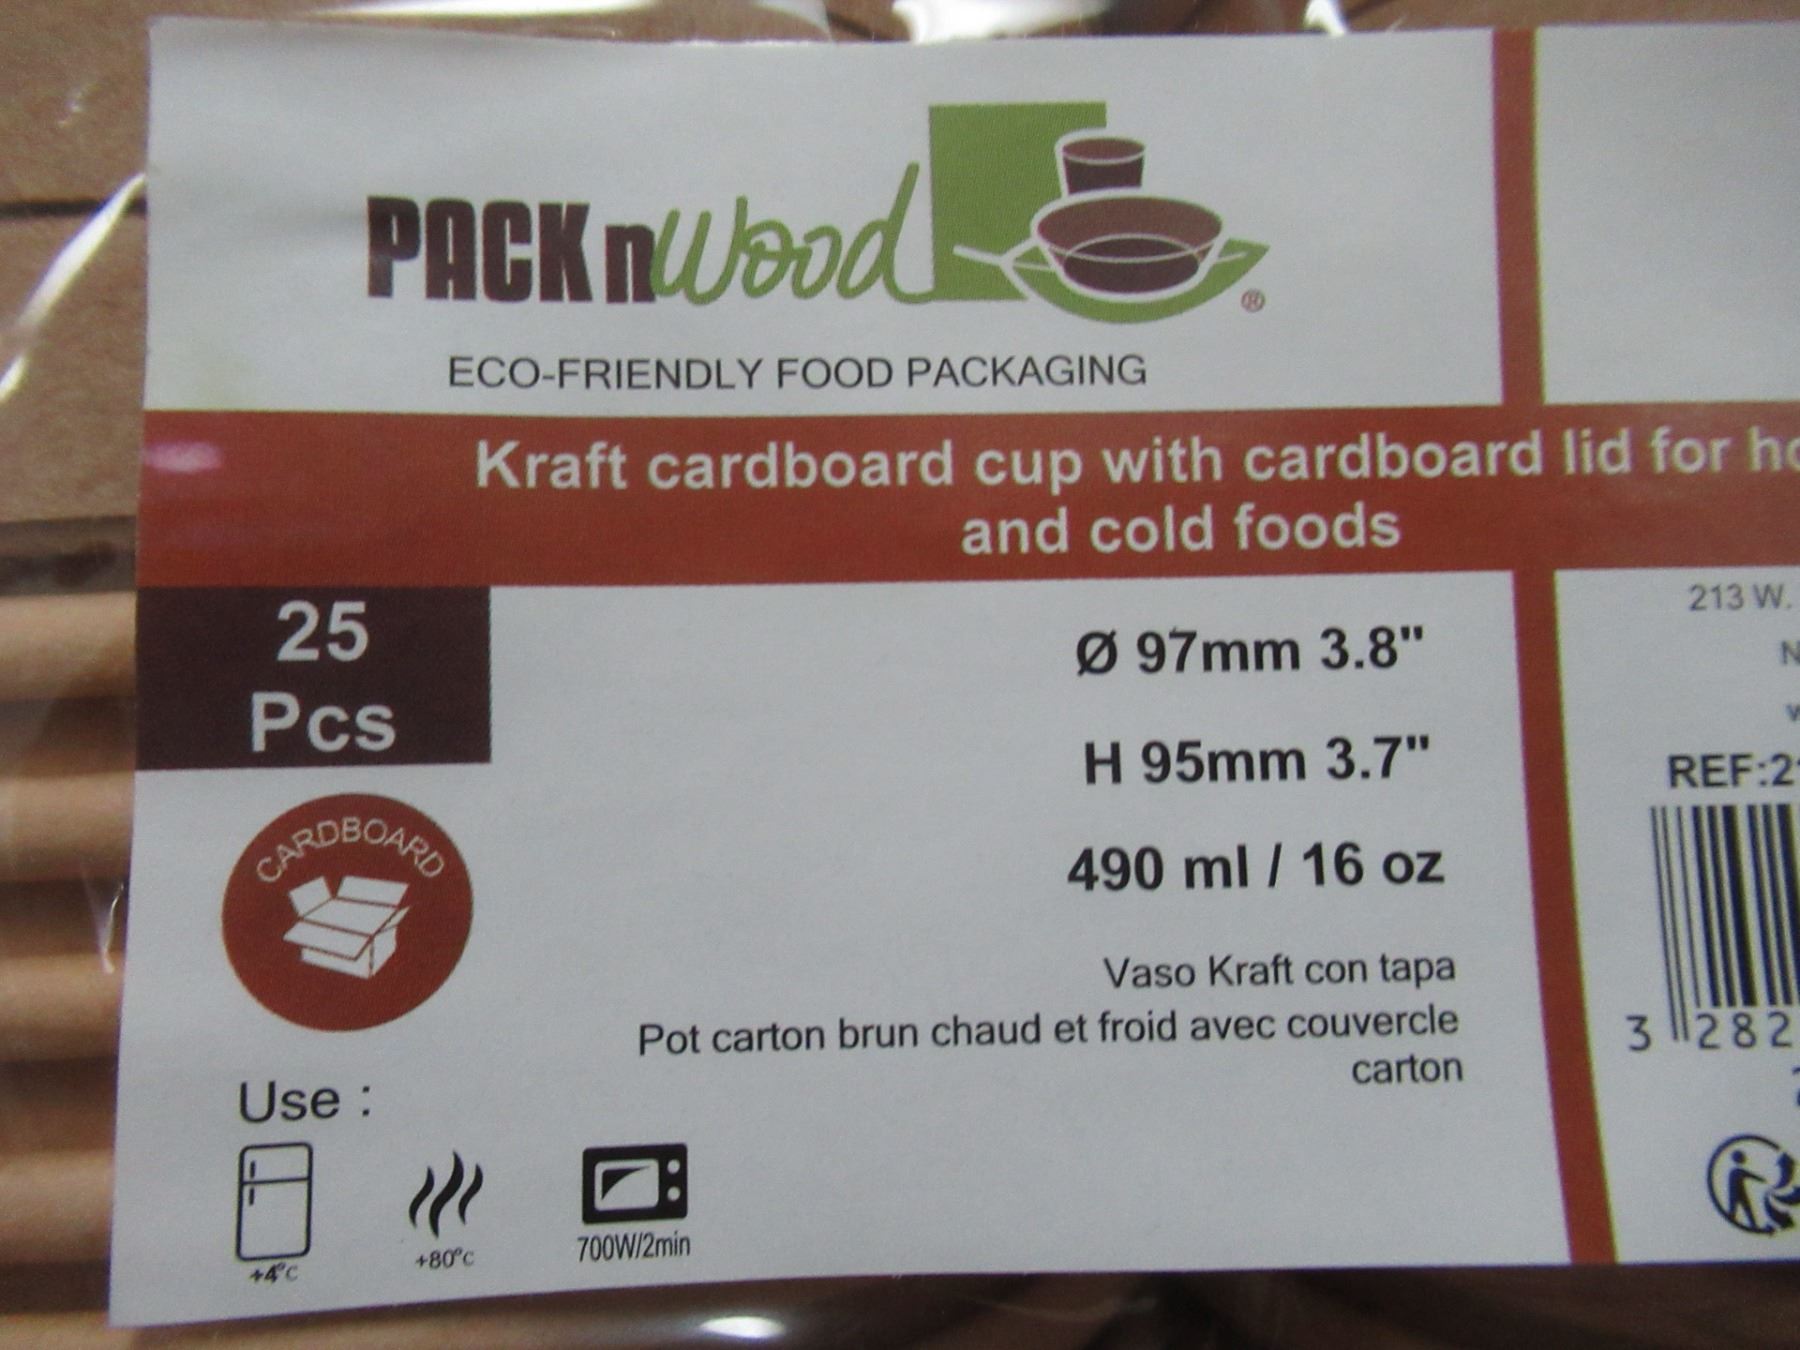 PACK n Wood
®
ECO-FRIENDLY FOOD PACKAGING
Kraft cardboard cup with cardboard lid for ho
and cold foods
25
Pcs
CARDBOARD
Ø 97mm 3.8"
H 95mm 3.7"
490 ml / 16 oz
Vaso Kraft con tapa
Pot carton brun chaud et froid avec couvercle
carton
Use :
+4°C
+80°C
700W/2min
213 W.
N
REF:2
3 282